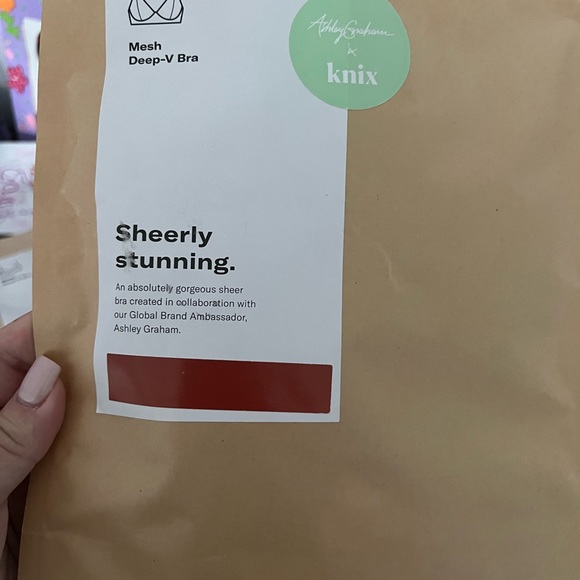 Ashley Graham
x
knix
Mesh
Deep-V Bra
Sheerly
stunning.
An absolutely gorgeous sheer
bra created in collaboration with
our Global Brand Ambassador,
Ashley Graham.